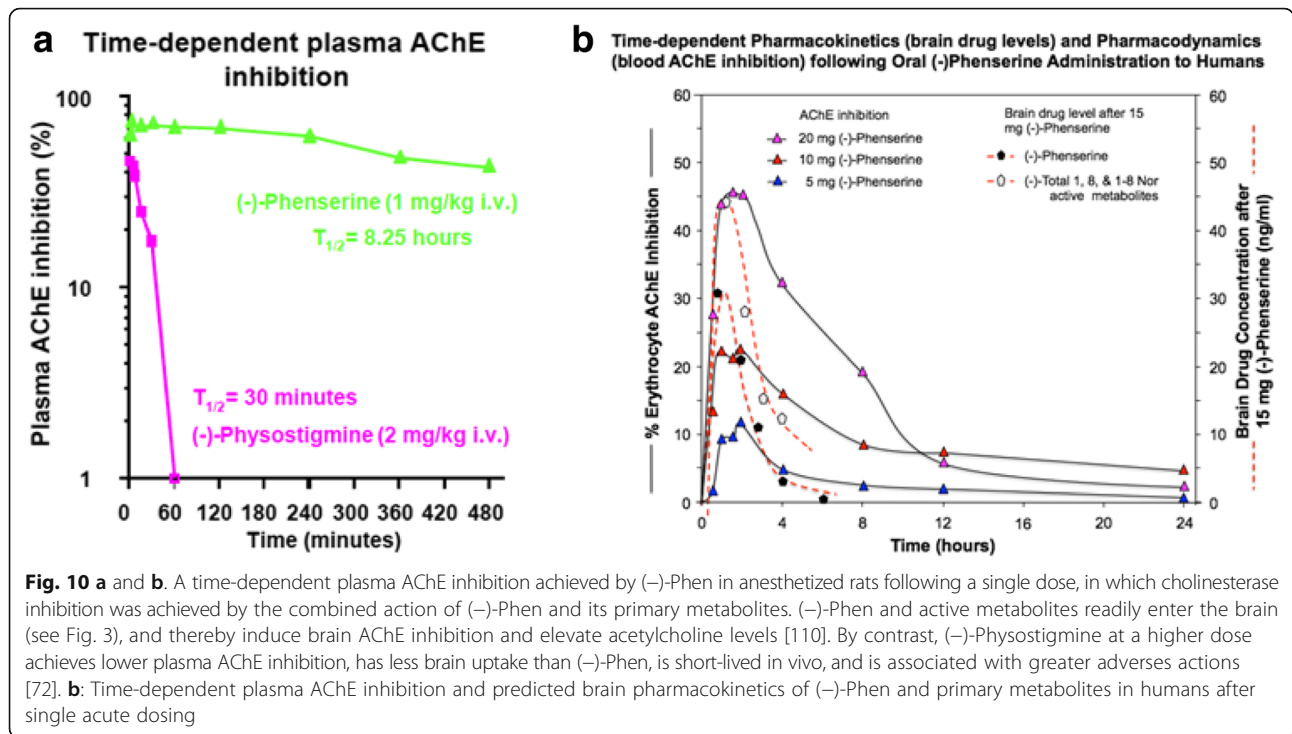 a
Time-dependent plasma AChE
inhibition
Plasma AChE inhibition (%)
100
10
1
(-)-Phenserine (1 mg/kg i.v.)
T1/2= 8.25 hours
T1/2= 30 minutes
(-)-Physostigmine (2 mg/kg i.v.)
0 60 120 180 240 300 360 420 480
Time (minutes)
b
Time-dependent Pharmacokinetics (brain drug levels) and Pharmacodynamics
(blood AChE inhibition) following Oral (-)Phenserine Administration to Humans
% Erythrocyte AChE Inhibition
60
50
40
30
20
10
0
AChE inhibition
20 mg (-)-Phenserine
10 mg (-)-Phenserine
5 mg (-)-Phenserine
Brain drug level after 15
mg (-)-Phenserine
(-)-Phenserine
(-)-Total 1, 8, & 1-8 Nor
active metabolites
60
50
40
30
20
10
0
Brain Drug Concentration after
15 mg (-)-Phenserine (ng/ml)
0 4 8 12 16 20 24
Time (hours)
Fig. 10 a and b. A time-dependent plasma AChE inhibition achieved by (−)-Phen in anesthetized rats following a single dose, in which cholinesterase
inhibition was achieved by the combined action of (−)-Phen and its primary metabolites. (−)-Phen and active metabolites readily enter the brain
(see Fig. 3), and thereby induce brain AChE inhibition and elevate acetylcholine levels [110]. By contrast, (−)-Physostigmine at a higher dose
achieves lower plasma AChE inhibition, has less brain uptake than (−)-Phen, is short-lived in vivo, and is associated with greater adverses actions
[72]. b: Time-dependent plasma AChE inhibition and predicted brain pharmacokinetics of (−)-Phen and primary metabolites in humans after
single acute dosing